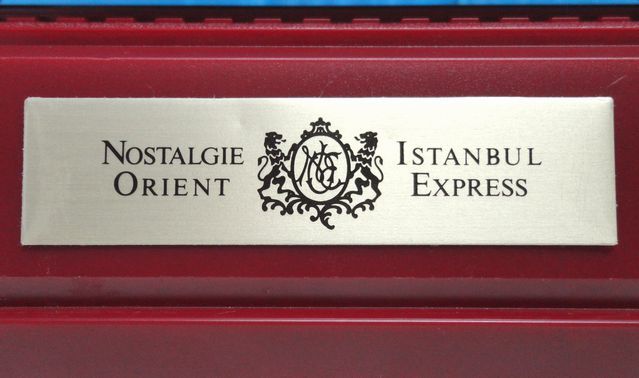 NOSTALGIE ISTANBUL
ORIENT EXPRESS